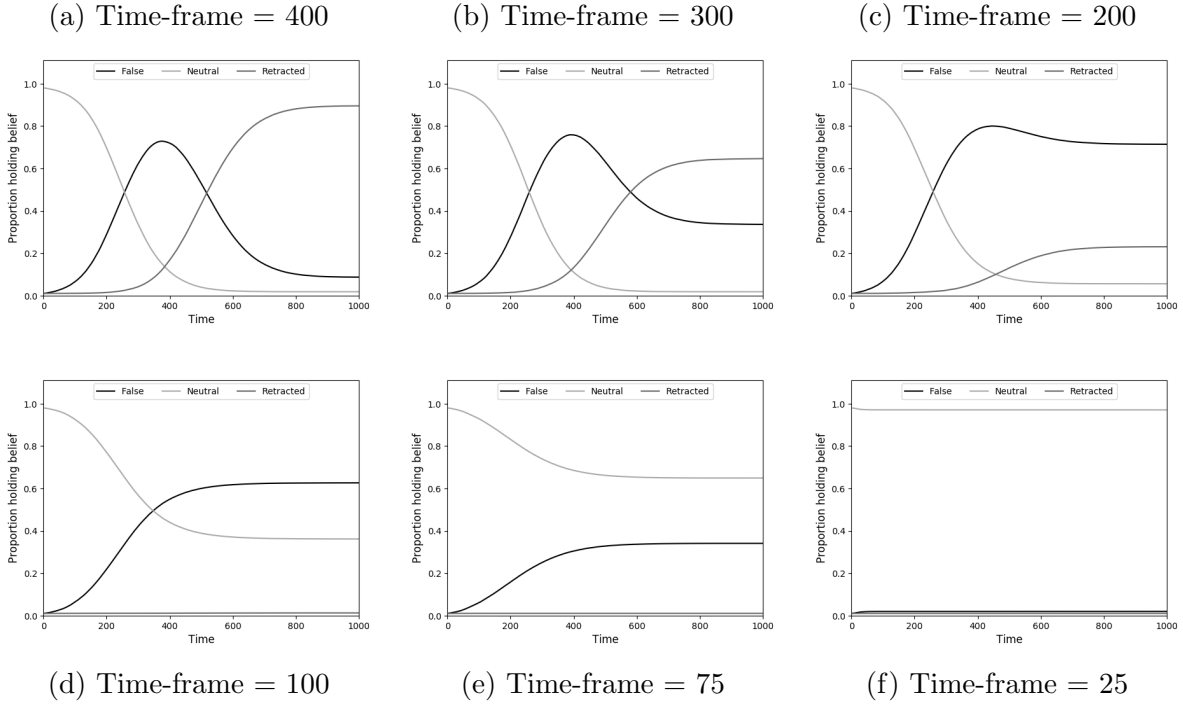 (a) Time-frame = 400 (b) Time-frame = 300 (c) Time-frame = 200
False Neutral Retracted
1.0
0.8
0.6
0.4
0.2
0.0
Proportion holding belief
0 200 400 600 800 1000
Time
False Neutral Retracted
1.0
0.8
0.6
0.4
0.2
0.0
Proportion holding belief
0 200 400 600 800 1000
Time
False Neutral Retracted
1.0
0.8
0.6
0.4
0.2
0.0
Proportion holding belief
0 200 400 600 800 1000
Time
False Neutral Retracted
1.0
0.8
0.6
0.4
0.2
0.0
Proportion holding belief
0 200 400 600 800 1000
Time
False Neutral Retracted
1.0
0.8
0.6
0.4
0.2
0.0
Proportion holding belief
0 200 400 600 800 1000
Time
False Neutral Retracted
1.0
0.8
0.6
0.4
0.2
0.0
Proportion holding belief
0 200 400 600 800 1000
Time
(d) Time-frame = 100 (e) Time-frame = 75 (f) Time-frame = 25